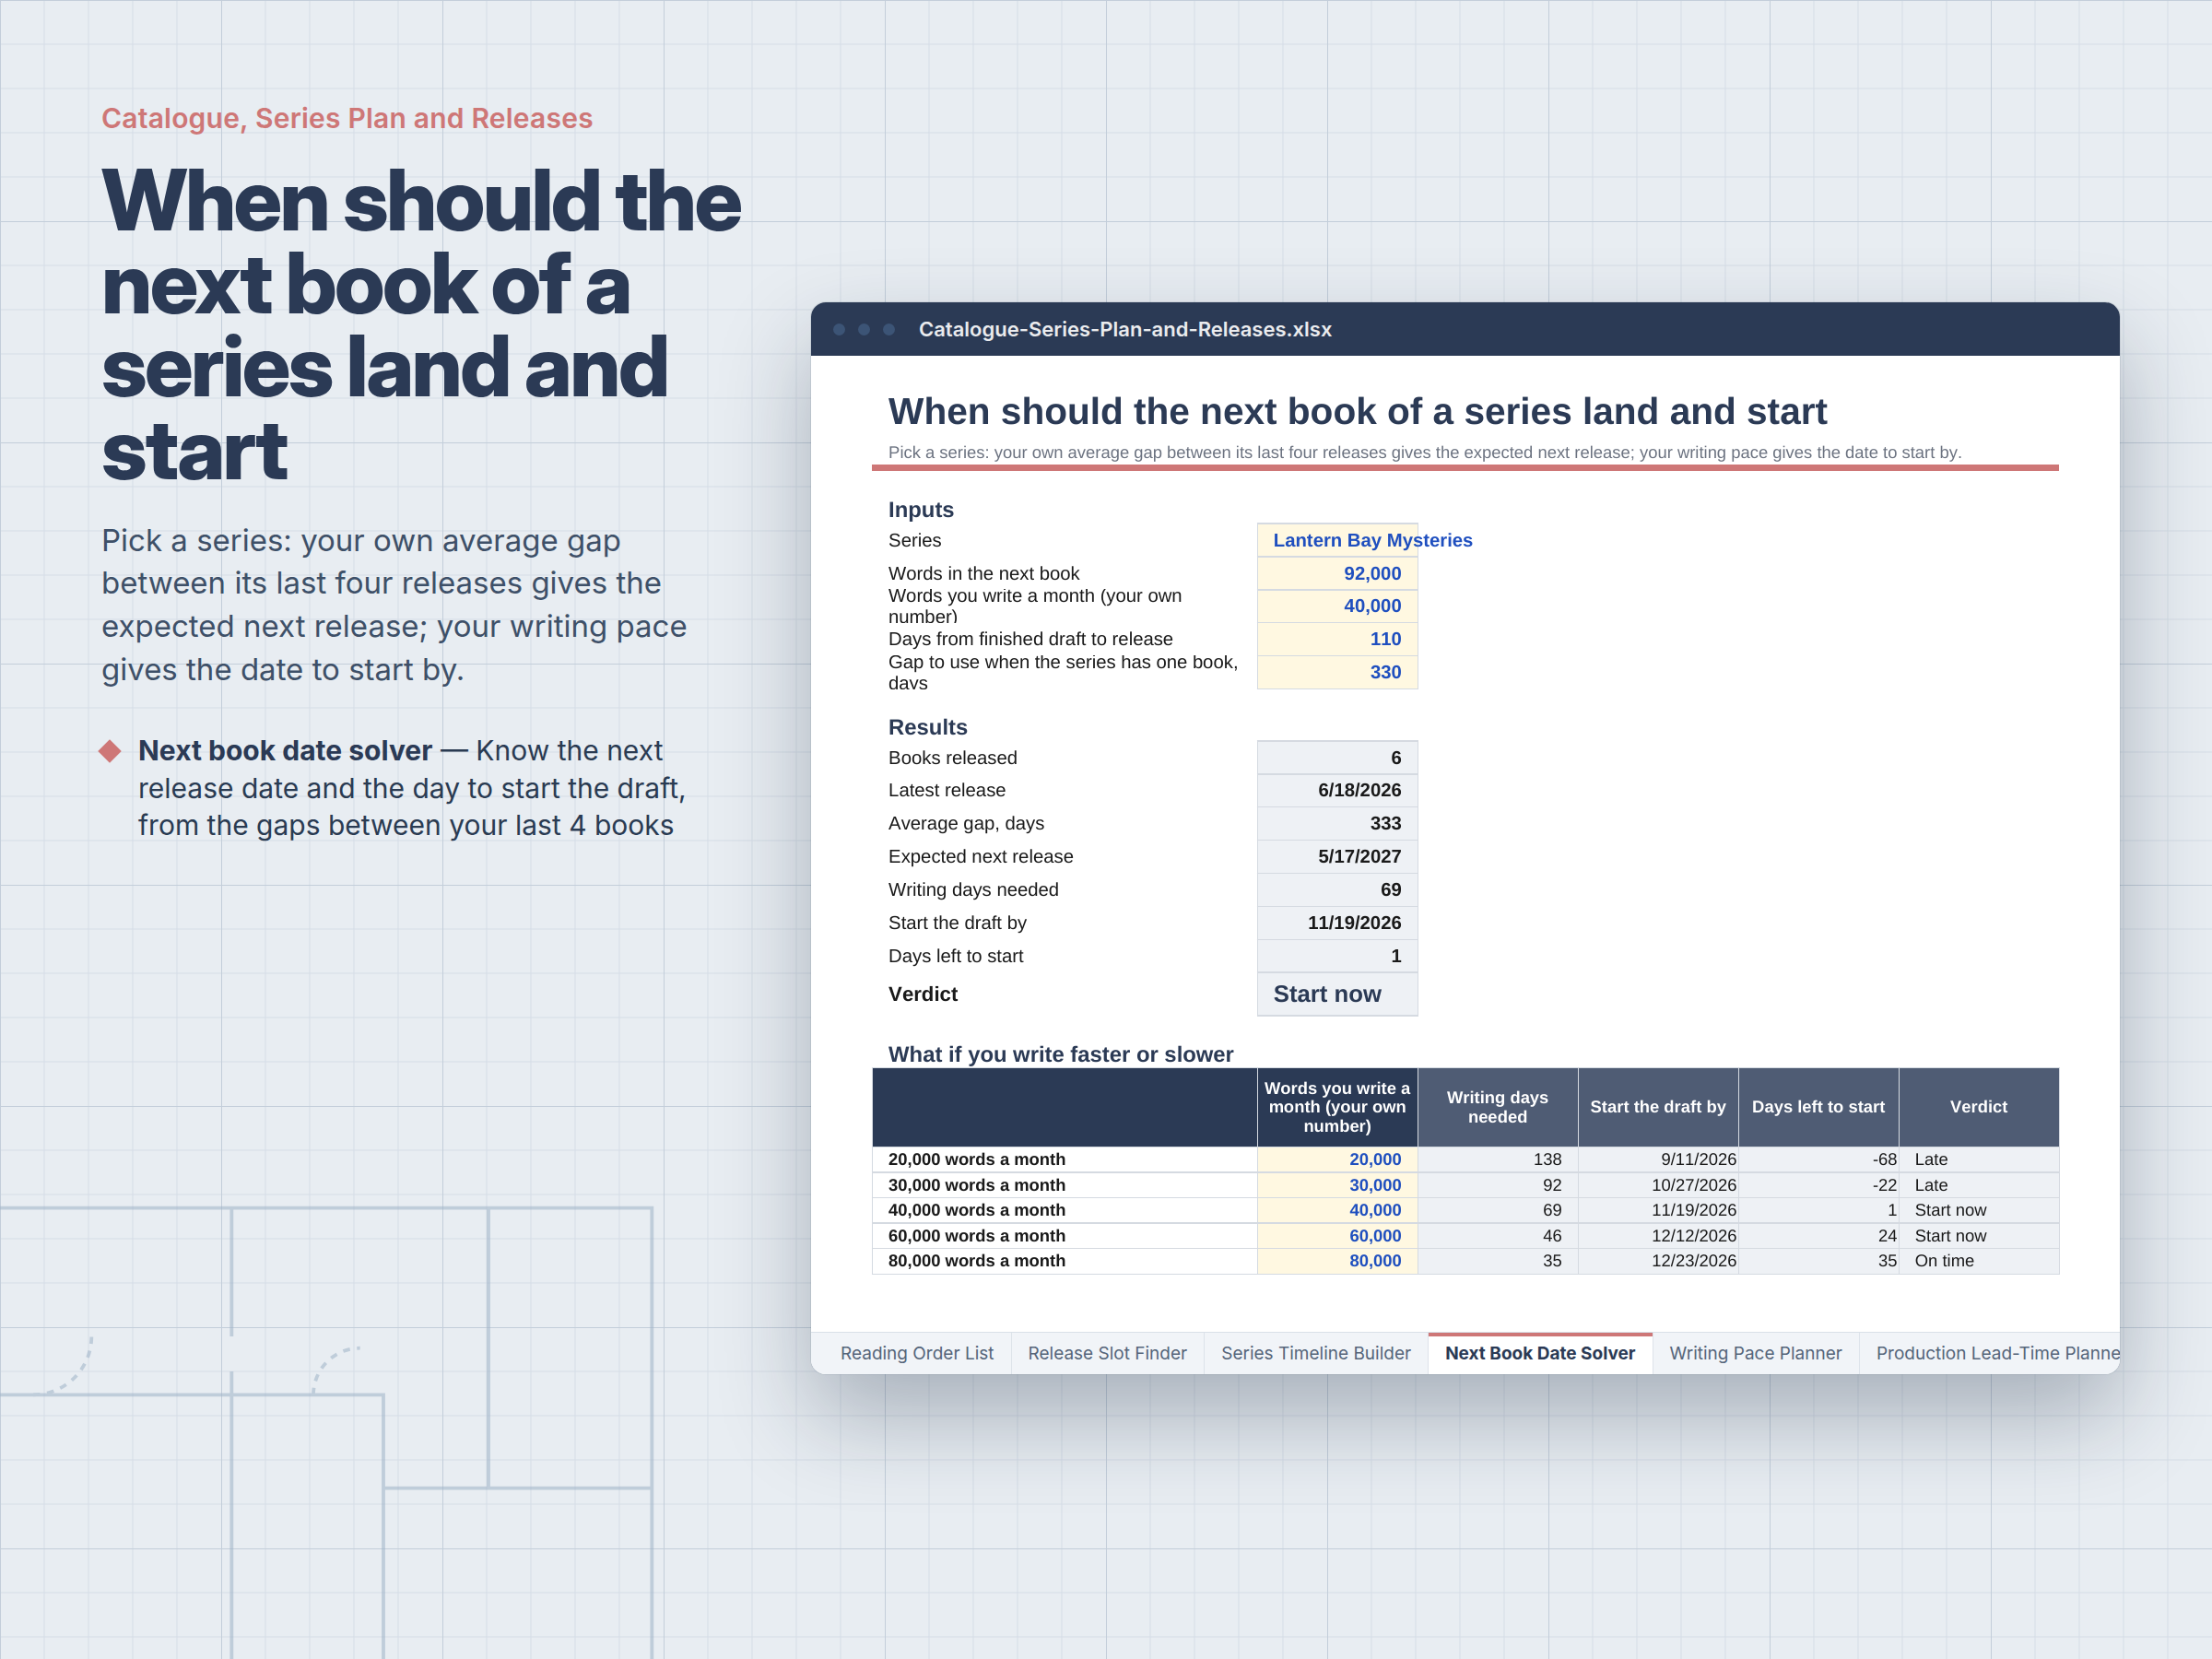 Catalogue, Series Plan and Releases
When should the
next book of a
series land and
start
Pick a series: your own average gap
between its last four releases gives the
expected next release; your writing pace
gives the date to start by.
Next book date solver — Know the next
release date and the day to start the draft,
from the gaps between your last 4 books
Catalogue-Series-Plan-and-Releases.xlsx
When should the next book of a series land and start
Pick a series: your own average gap between its last four releases gives the expected next release; your writing pace gives the date to start by.
Inputs
Series Lantern Bay Mysteries
Words in the next book 92,000
Words you write a month (your own
number) 40,000
Days from finished draft to release 110
Gap to use when the series has one book,
days 330
Results
Books released 6
Latest release 6/18/2026
Average gap, days 333
Expected next release 5/17/2027
Writing days needed 69
Start the draft by 11/19/2026
Days left to start 1
Verdict Start now
What if you write faster or slower
Words you write a
month (your own
number)
Writing days
needed
Start the draft by
Days left to start
Verdict
20,000 words a month 20,000 138 9/11/2026 -68 Late
30,000 words a month 30,000 92 10/27/2026 -22 Late
40,000 words a month 40,000 69 11/19/2026 1 Start now
60,000 words a month 60,000 46 12/12/2026 24 Start now
80,000 words a month 80,000 35 12/23/2026 35 On time
Reading Order List Release Slot Finder Series Timeline Builder Next Book Date Solver Writing Pace Planner Production Lead-Time Planne